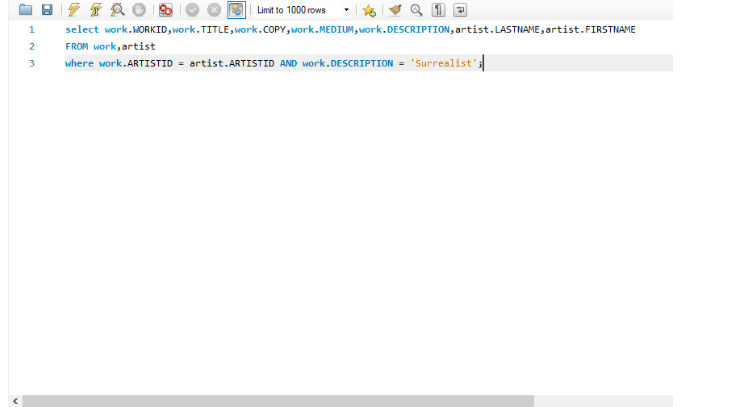 Limit to 1000 rows
1 select work.WORKID,work.TITLE,work.COPY,work.MEDIUM,work.DESCRIPTION,artist.LASTNAME,artist.FIRSTNAME
2 FROM work,artist
3 where work.ARTISTID = artist.ARTISTID AND work.DESCRIPTION = 'Surrealist';